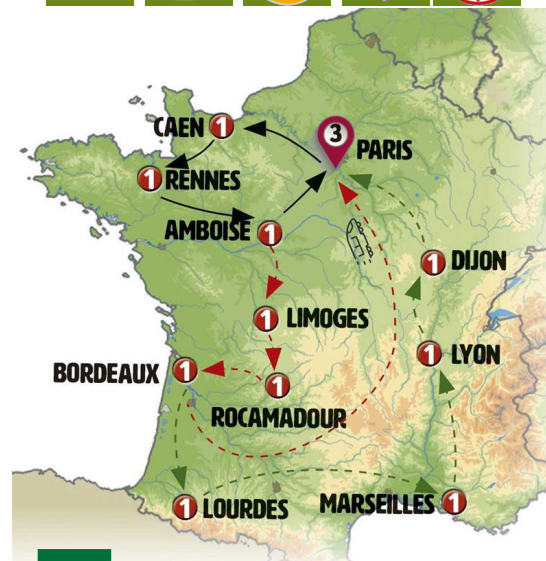 CAEN 1
3 PARIS
1 RENNES
AMBOISE 1
1 DIJON
1 LIMOGES
1 LYON
BORDEAUX 1
1
ROCAMADOUR
1 LOURDES
MARSEILLES 1